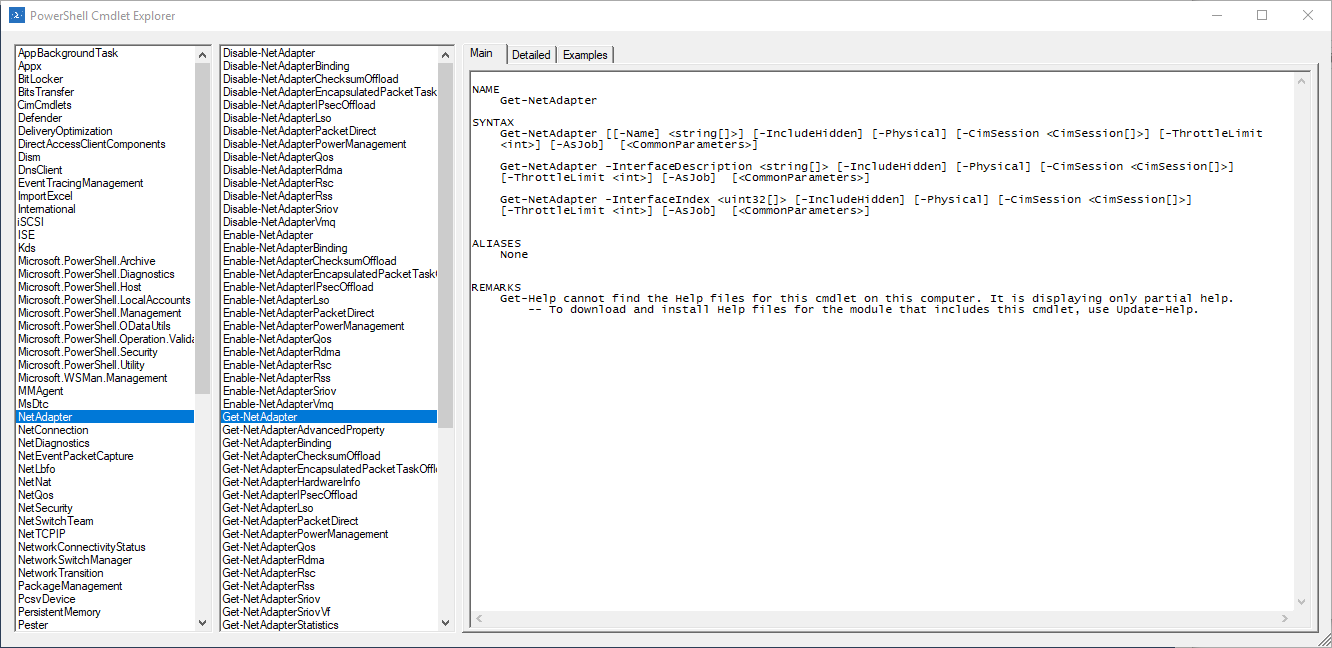 PowerShell Cmdlet Explorer
AppBackgroundTask
Appx
BitLocker
BitsTransfer
CimCmdlets
Defender
DeliveryOptimization
DirectAccessClientComponents
Dism
DnsClient
EventTracingManagement
ImportExcel
International
iSCSI
ISE
Kds
Microsoft.PowerShell.Archive
Microsoft.PowerShell.Diagnostics
Microsoft.PowerShell.Host
Microsoft.PowerShell.LocalAccounts
Microsoft.PowerShell.Management
Microsoft.PowerShell.ODataUtils
Microsoft.PowerShell.Operation.Valida
Microsoft.PowerShell.Security
Microsoft.PowerShell.Utility
Microsoft.WSMan.Management
MMAgent
MsDtc
NetAdapter
NetConnection
NetDiagnostics
NetEventPacketCapture
NetLbfo
NetNat
NetQos
NetSecurity
NetSwitchTeam
NetTCPIP
NetworkConnectivityStatus
NetworkSwitchManager
NetworkTransition
PackageManagement
PcsvDevice
PersistentMemory
Pester
Disable-NetAdapter
Disable-NetAdapterBinding
Disable-NetAdapterChecksumOffload
Disable-NetAdapterEncapsulatedPacketTask
Disable-NetAdapterIPsecOffload
Disable-NetAdapterLso
Disable-NetAdapterPacketDirect
Disable-NetAdapterPowerManagement
Disable-NetAdapterQos
Disable-NetAdapterRdma
Disable-NetAdapterRsc
Disable-NetAdapterRss
Disable-NetAdapterSriov
Disable-NetAdapterVmq
Enable-NetAdapter
Enable-NetAdapterBinding
Enable-NetAdapterChecksumOffload
Enable-NetAdapterEncapsulatedPacketTask
Enable-NetAdapterIPsecOffload
Enable-NetAdapterLso
Enable-NetAdapterPacketDirect
Enable-NetAdapterPowerManagement
Enable-NetAdapterQos
Enable-NetAdapterRdma
Enable-NetAdapterRsc
Enable-NetAdapterRss
Enable-NetAdapterSriov
Enable-NetAdapterVmq
Get-NetAdapter
Get-NetAdapterAdvancedProperty
Get-NetAdapterBinding
Get-NetAdapterChecksumOffload
Get-NetAdapterEncapsulatedPacketTaskOffl
Get-NetAdapterHardwareInfo
Get-NetAdapterIPsecOffload
Get-NetAdapterLso
Get-NetAdapterPacketDirect
Get-NetAdapterPowerManagement
Get-NetAdapterQos
Get-NetAdapterRdma
Get-NetAdapterRsc
Get-NetAdapterRss
Get-NetAdapterSriov
Get-NetAdapterSriovVf
Get-NetAdapterStatistics
Main Detailed Examples
NAME
Get-NetAdapter
SYNTAX
Get-NetAdapter [[-Name] <string[]>] [-IncludeHidden] [-Physical] [-CimSession <CimSession[]>] [-ThrottleLimit
<int>] [-AsJob] [<CommonParameters>]
Get-NetAdapter -InterfaceDescription <string[]> [-IncludeHidden] [-Physical] [-CimSession <CimSession[]>]
[-ThrottleLimit <int>] [-AsJob] [<CommonParameters>]
Get-NetAdapter -InterfaceIndex <uint32[]> [-IncludeHidden] [-Physical] [-CimSession <CimSession[]>]
[-ThrottleLimit <int>] [-AsJob] [<CommonParameters>]
ALIASES
None
REMARKS
Get-Help cannot find the Help files for this cmdlet on this computer. It is displaying only partial help.
-- To download and install Help files for the module that includes this cmdlet, use Update-Help.